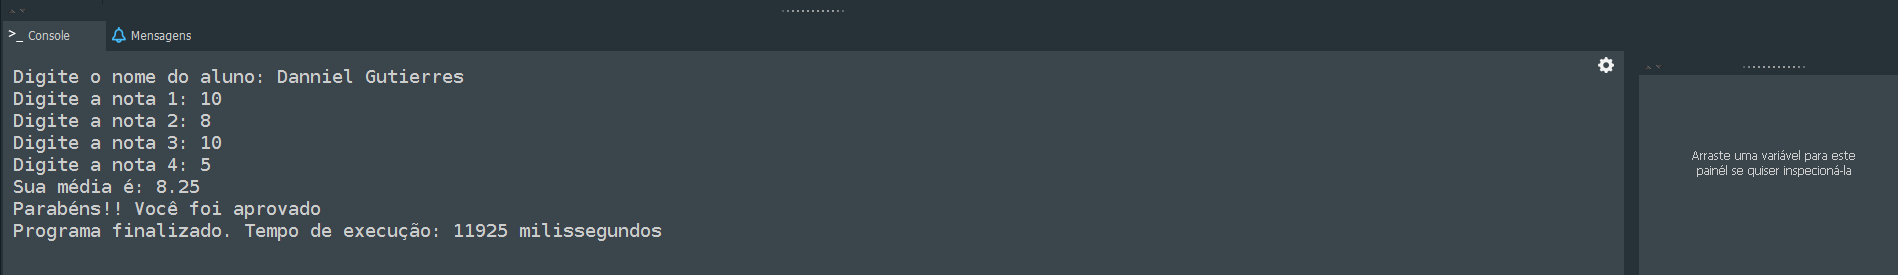 >_ Console
Mensagens
Digite o nome do aluno: Danniel Gutierres
Digite a nota 1: 10
Digite a nota 2: 8
Digite a nota 3: 10
Digite a nota 4: 5
Sua média é: 8.25
Parabéns!! Você foi aprovado
Programa finalizado. Tempo de execução: 11925 milissegundos
Arraste uma variável para este
painél se quiser inspecioná-la